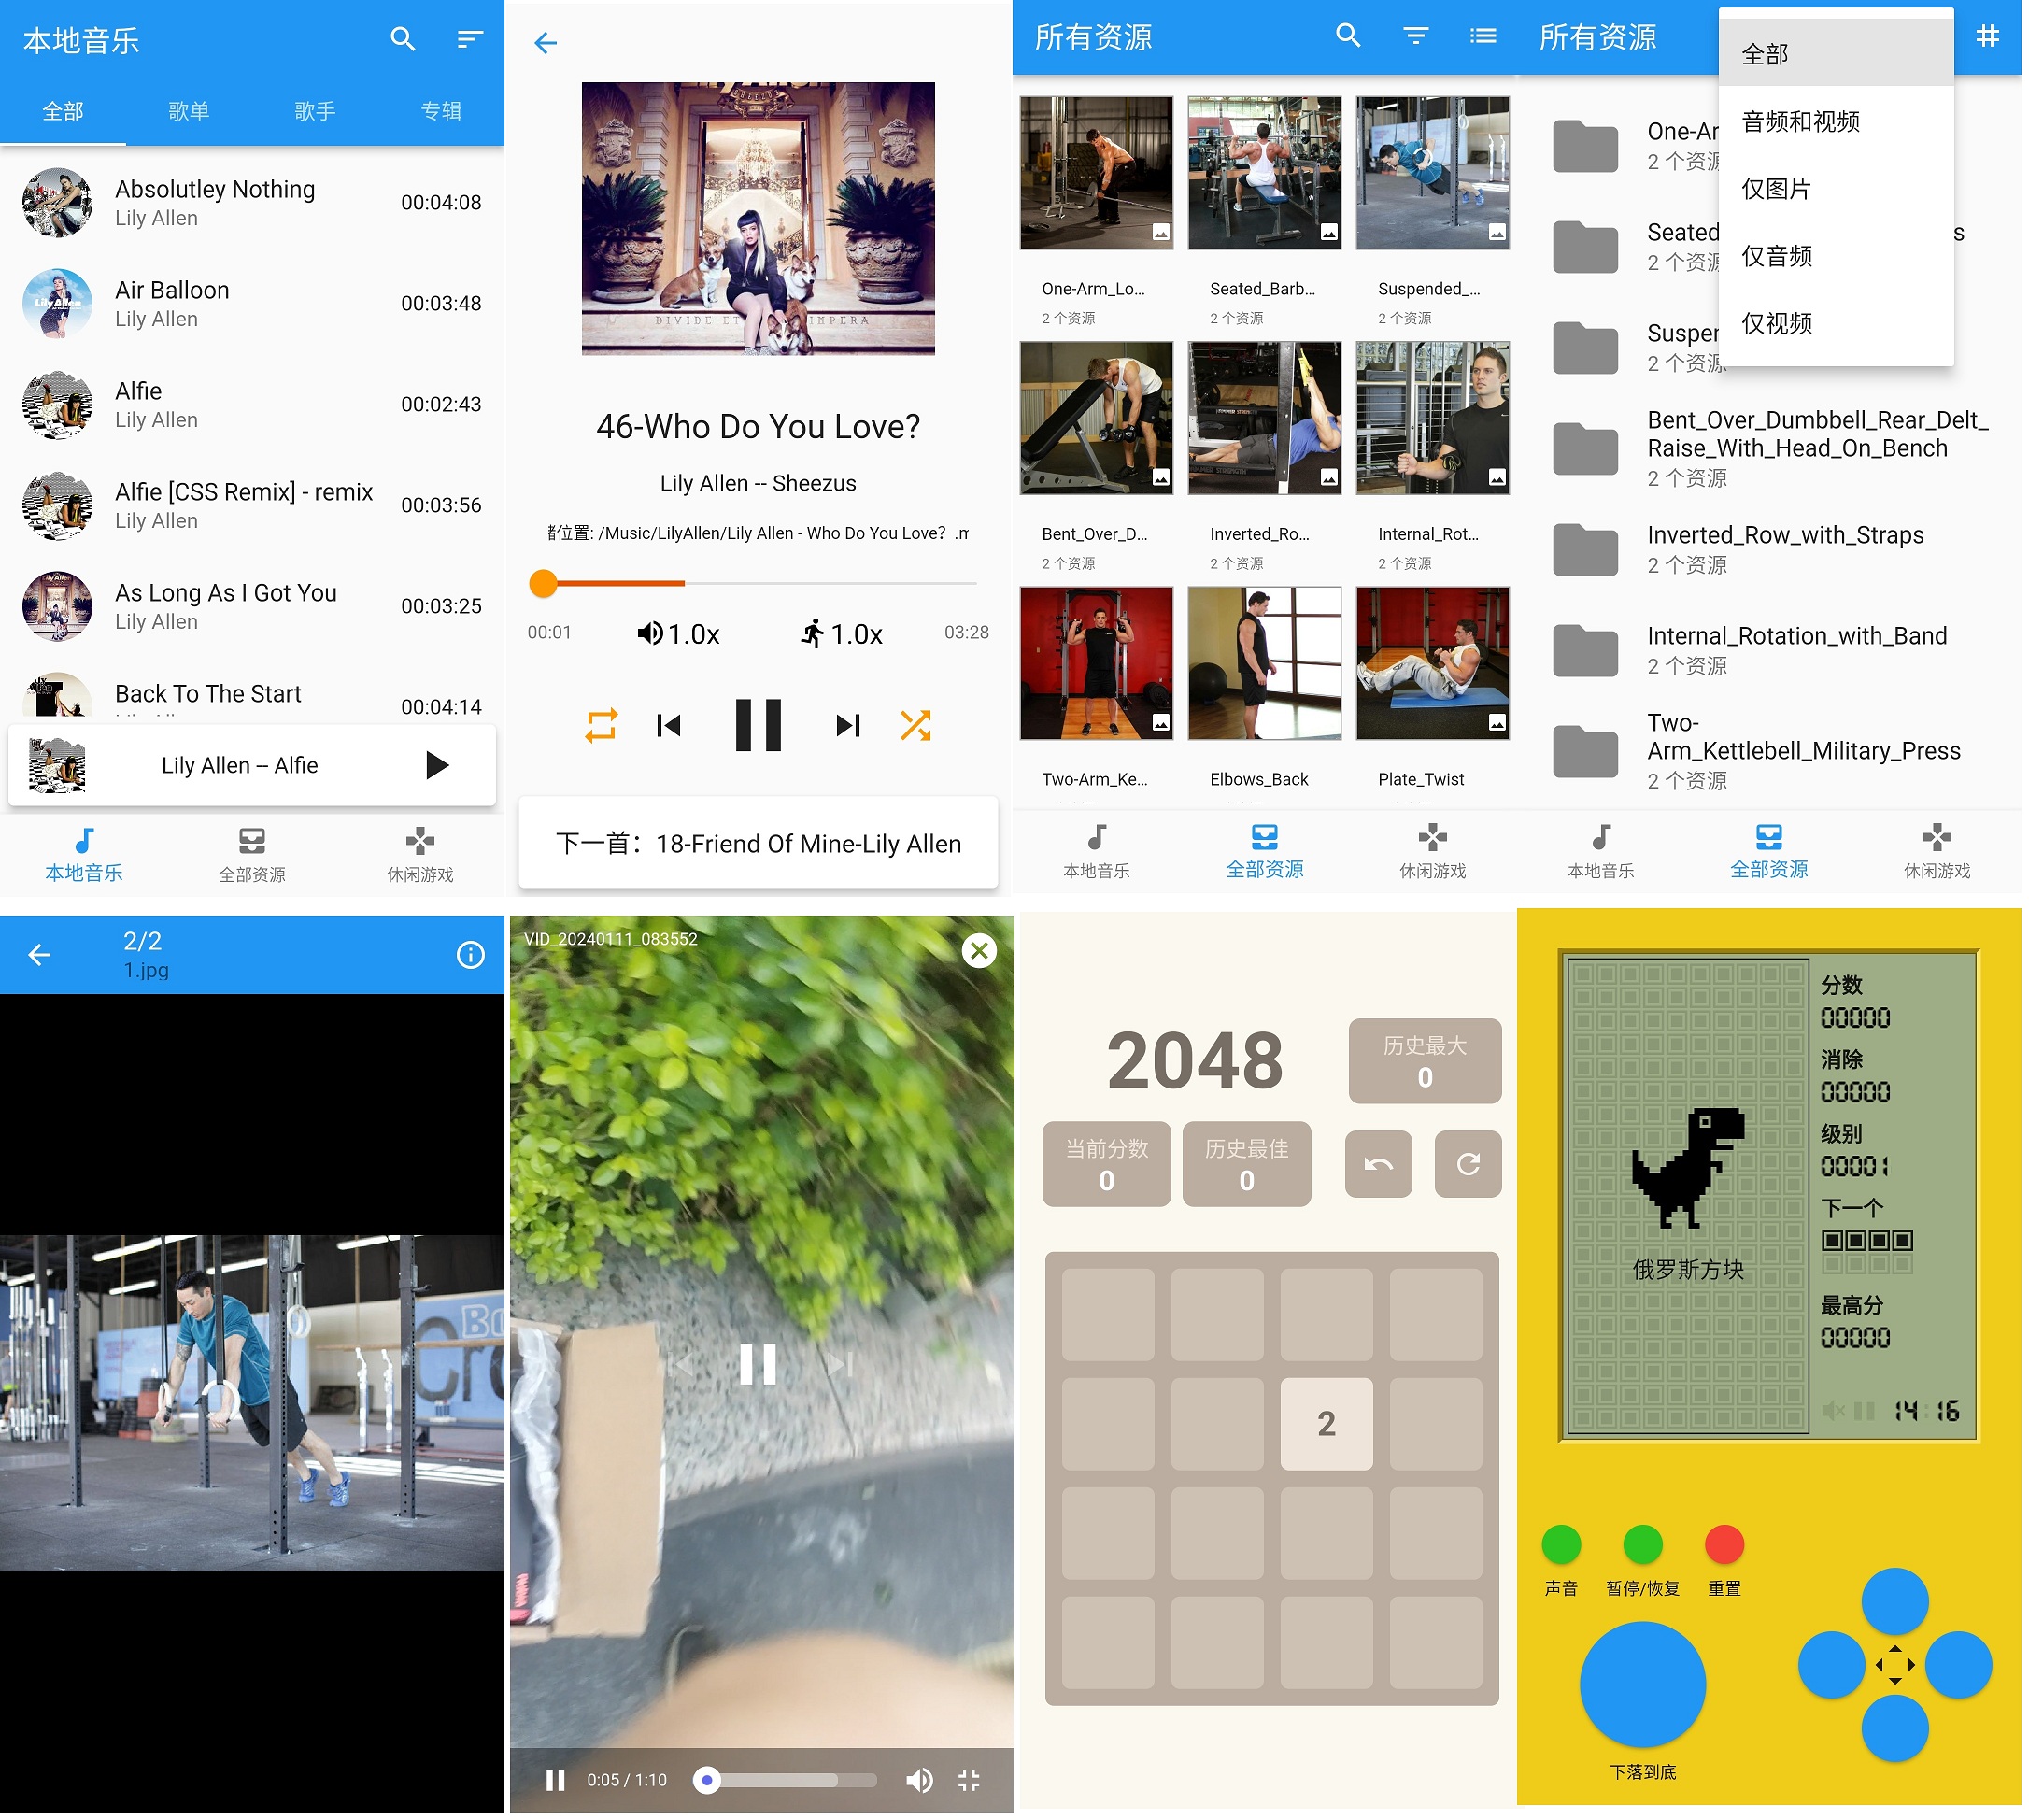 本地音乐
全部
歌单
歌手
专辑
Absolutley Nothing
Lily Allen
00:04:08
Air Balloon
Lily Allen
00:03:48
Alfie
Lily Allen
00:02:43
Alfie [CSS Remix] - remix
Lily Allen
00:03:56
As Long As I Got You
Lily Allen
00:03:25
Back To The Start
00:04:14
Lily Allen -- Alfie
本地音乐
全部资源
休闲游戏
DIVIDE ET IMPERA
46-Who Do You Love?
Lily Allen -- Sheezus
位置: /Music/LilyAllen/Lily Allen - Who Do You Love? .m
00:01
1.0x
1.0x
03:28
下一首：18-Friend Of Mine-Lily Allen
所有资源
One-Arm_Lo...
2 个资源
Seated_Barb...
2 个资源
Suspended_...
2 个资源
Bent_Over_D...
2 个资源
Inverted_Ro...
2 个资源
Internal_Rot...
2 个资源
Two-Arm_Ke...
Elbows_Back
Plate_Twist
本地音乐
全部资源
休闲游戏
所有资源
全部
音频和视频
仅图片
仅音频
仅视频
One-Ar
2 个资源
Seated
s
2 个资源
Susper
2 个资源
Bent_Over_Dumbbell_Rear_Delt_
Raise_With_Head_On_Bench
2 个资源
Inverted_Row_with_Straps
2 个资源
Internal_Rotation_with_Band
2 个资源
Two-
Arm_Kettlebell_Military_Press
2 个资源
本地音乐
全部资源
休闲游戏
2/2
1.jpg
VID_20240111_083552
0:05 / 1:10
2048
历史最大
0
当前分数
0
历史最佳
0
2
分数
00000
消除
00000
级别
00001
下一个
俄罗斯方块
最高分
00000
14:16
声音
暂停/恢复
重置
下落到底